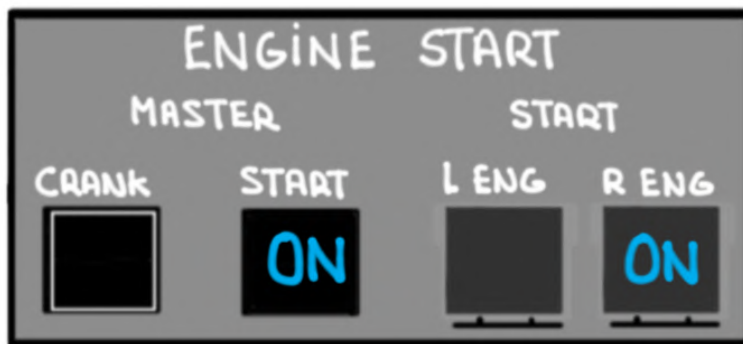 ENGINE START
MASTER START
CRANK START L ENG R ENG
ON ON